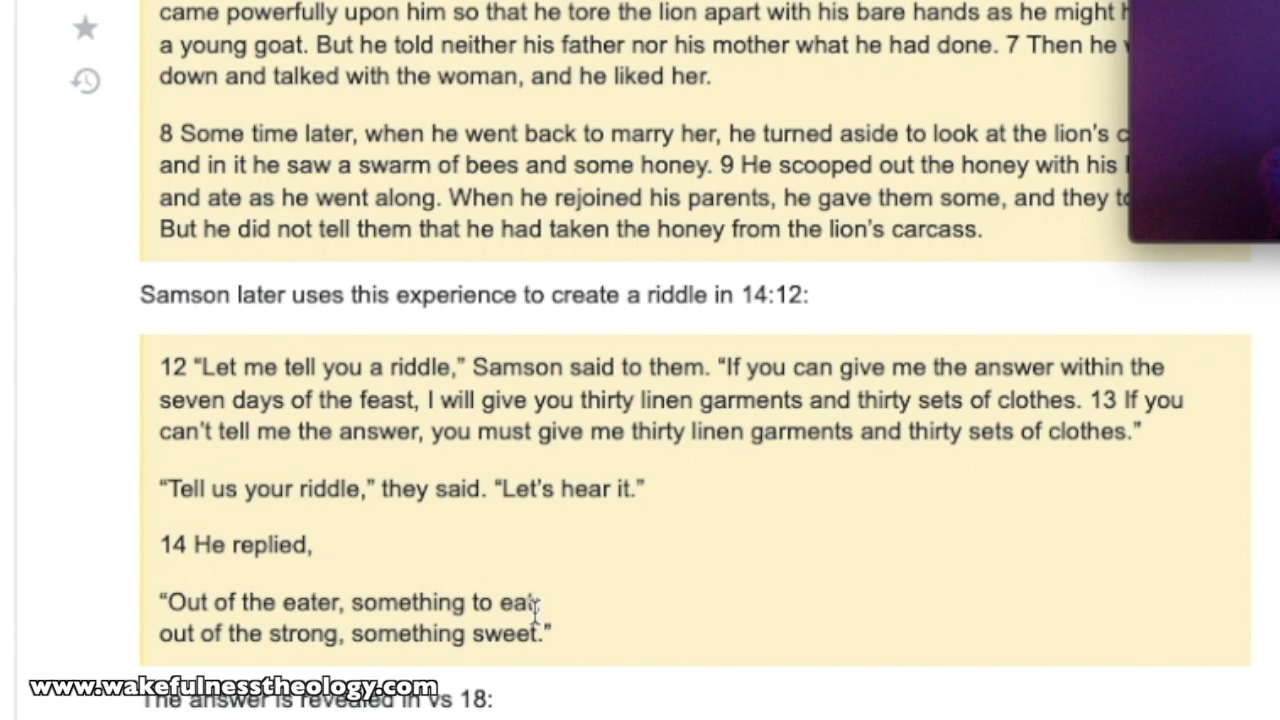 came powerfully upon him so that he tore the lion apart with his bare hands as he might
a young goat. But he told neither his father nor his mother what he had done. 7 Then he
down and talked with the woman, and he liked her.
8 Some time later, when he went back to marry her, he turned aside to look at the lion’s
and in it he saw a swarm of bees and some honey. 9 He scooped out the honey with his
and ate as he went along. When he rejoined his parents, he gave them some, and they
But he did not tell them that he had taken the honey from the lion’s carcass.
Samson later uses this experience to create a riddle in 14:12:
12 “Let me tell you a riddle,” Samson said to them. “If you can give me the answer within the
seven days of the feast, I will give you thirty linen garments and thirty sets of clothes. 13 If you
can’t tell me the answer, you must give me thirty linen garments and thirty sets of clothes.”
“Tell us your riddle,” they said. “Let’s hear it.”
14 He replied,
“Out of the eater, something to eat;
out of the strong, something sweet.”
www.wakefulnesstheology.com
The answer is revealed in vs 18: